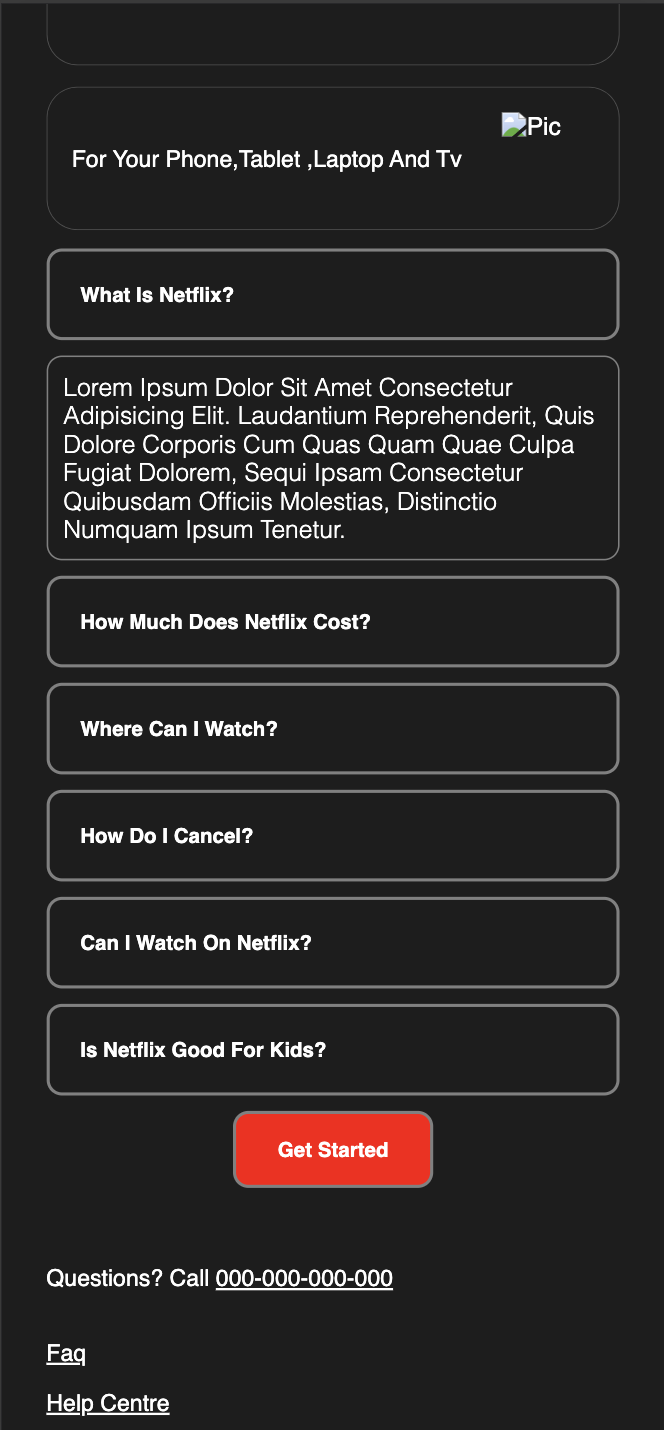 Pic
For Your Phone,Tablet ,Laptop And Tv
What Is Netflix?
Lorem Ipsum Dolor Sit Amet Consectetur
Adipisicing Elit. Laudantium Reprehenderit, Quis
Dolore Corporis Cum Quas Quam Quae Culpa
Fugiat Dolorem, Sequi Ipsam Consectetur
Quibusdam Officiis Molestias, Distinctio
Numquam Ipsum Tenetur.
How Much Does Netflix Cost?
Where Can I Watch?
How Do I Cancel?
Can I Watch On Netflix?
Is Netflix Good For Kids?
Get Started
Questions? Call 000-000-000-000
Faq
Help Centre